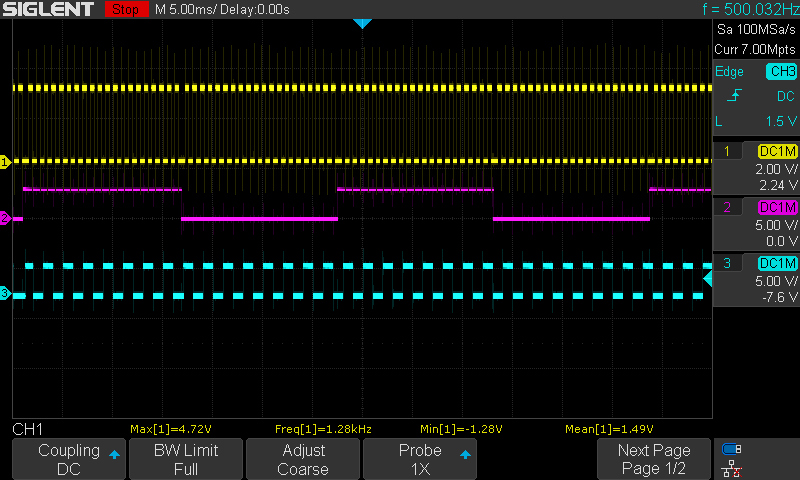 SIGLENT Stop M 5.00ms/ Delay:0.00s f = 500.032Hz
Sa 100MSa/s
Curr 7.00Mpts
Edge CH3
DC
L 1.5 V
1 DC1M
2.00 V/
2.24 V
2 DC1M
5.00 V/
0.0 V
3 DC1M
5.00 V/
-7.6 V
1
2
3
CH1 Max[1]=4.72V Freq[1]=1.28kHz Min[1]=-1.28V Mean[1]=1.49V
Coupling BW Limit Adjust Probe Next Page
DC Full Coarse 1X Page 1/2